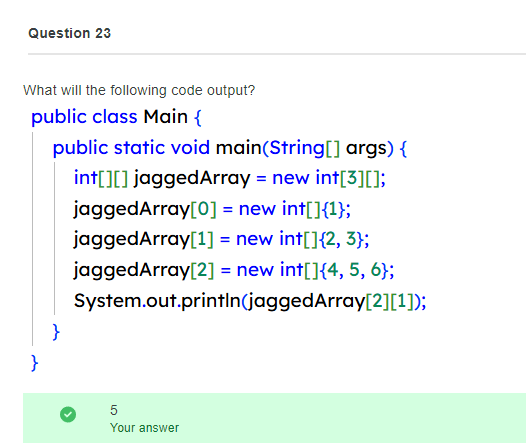 Question 23
What will the following code output?
public class Main {
public static void main(String[] args) {
int[][] jaggedArray = new int[3][];
jaggedArray[0] = new int[]{1};
jaggedArray[1] = new int[]{2, 3};
jaggedArray[2] = new int[]{4, 5, 6};
System.out.println(jaggedArray[2][1]);
}
}
5
Your answer